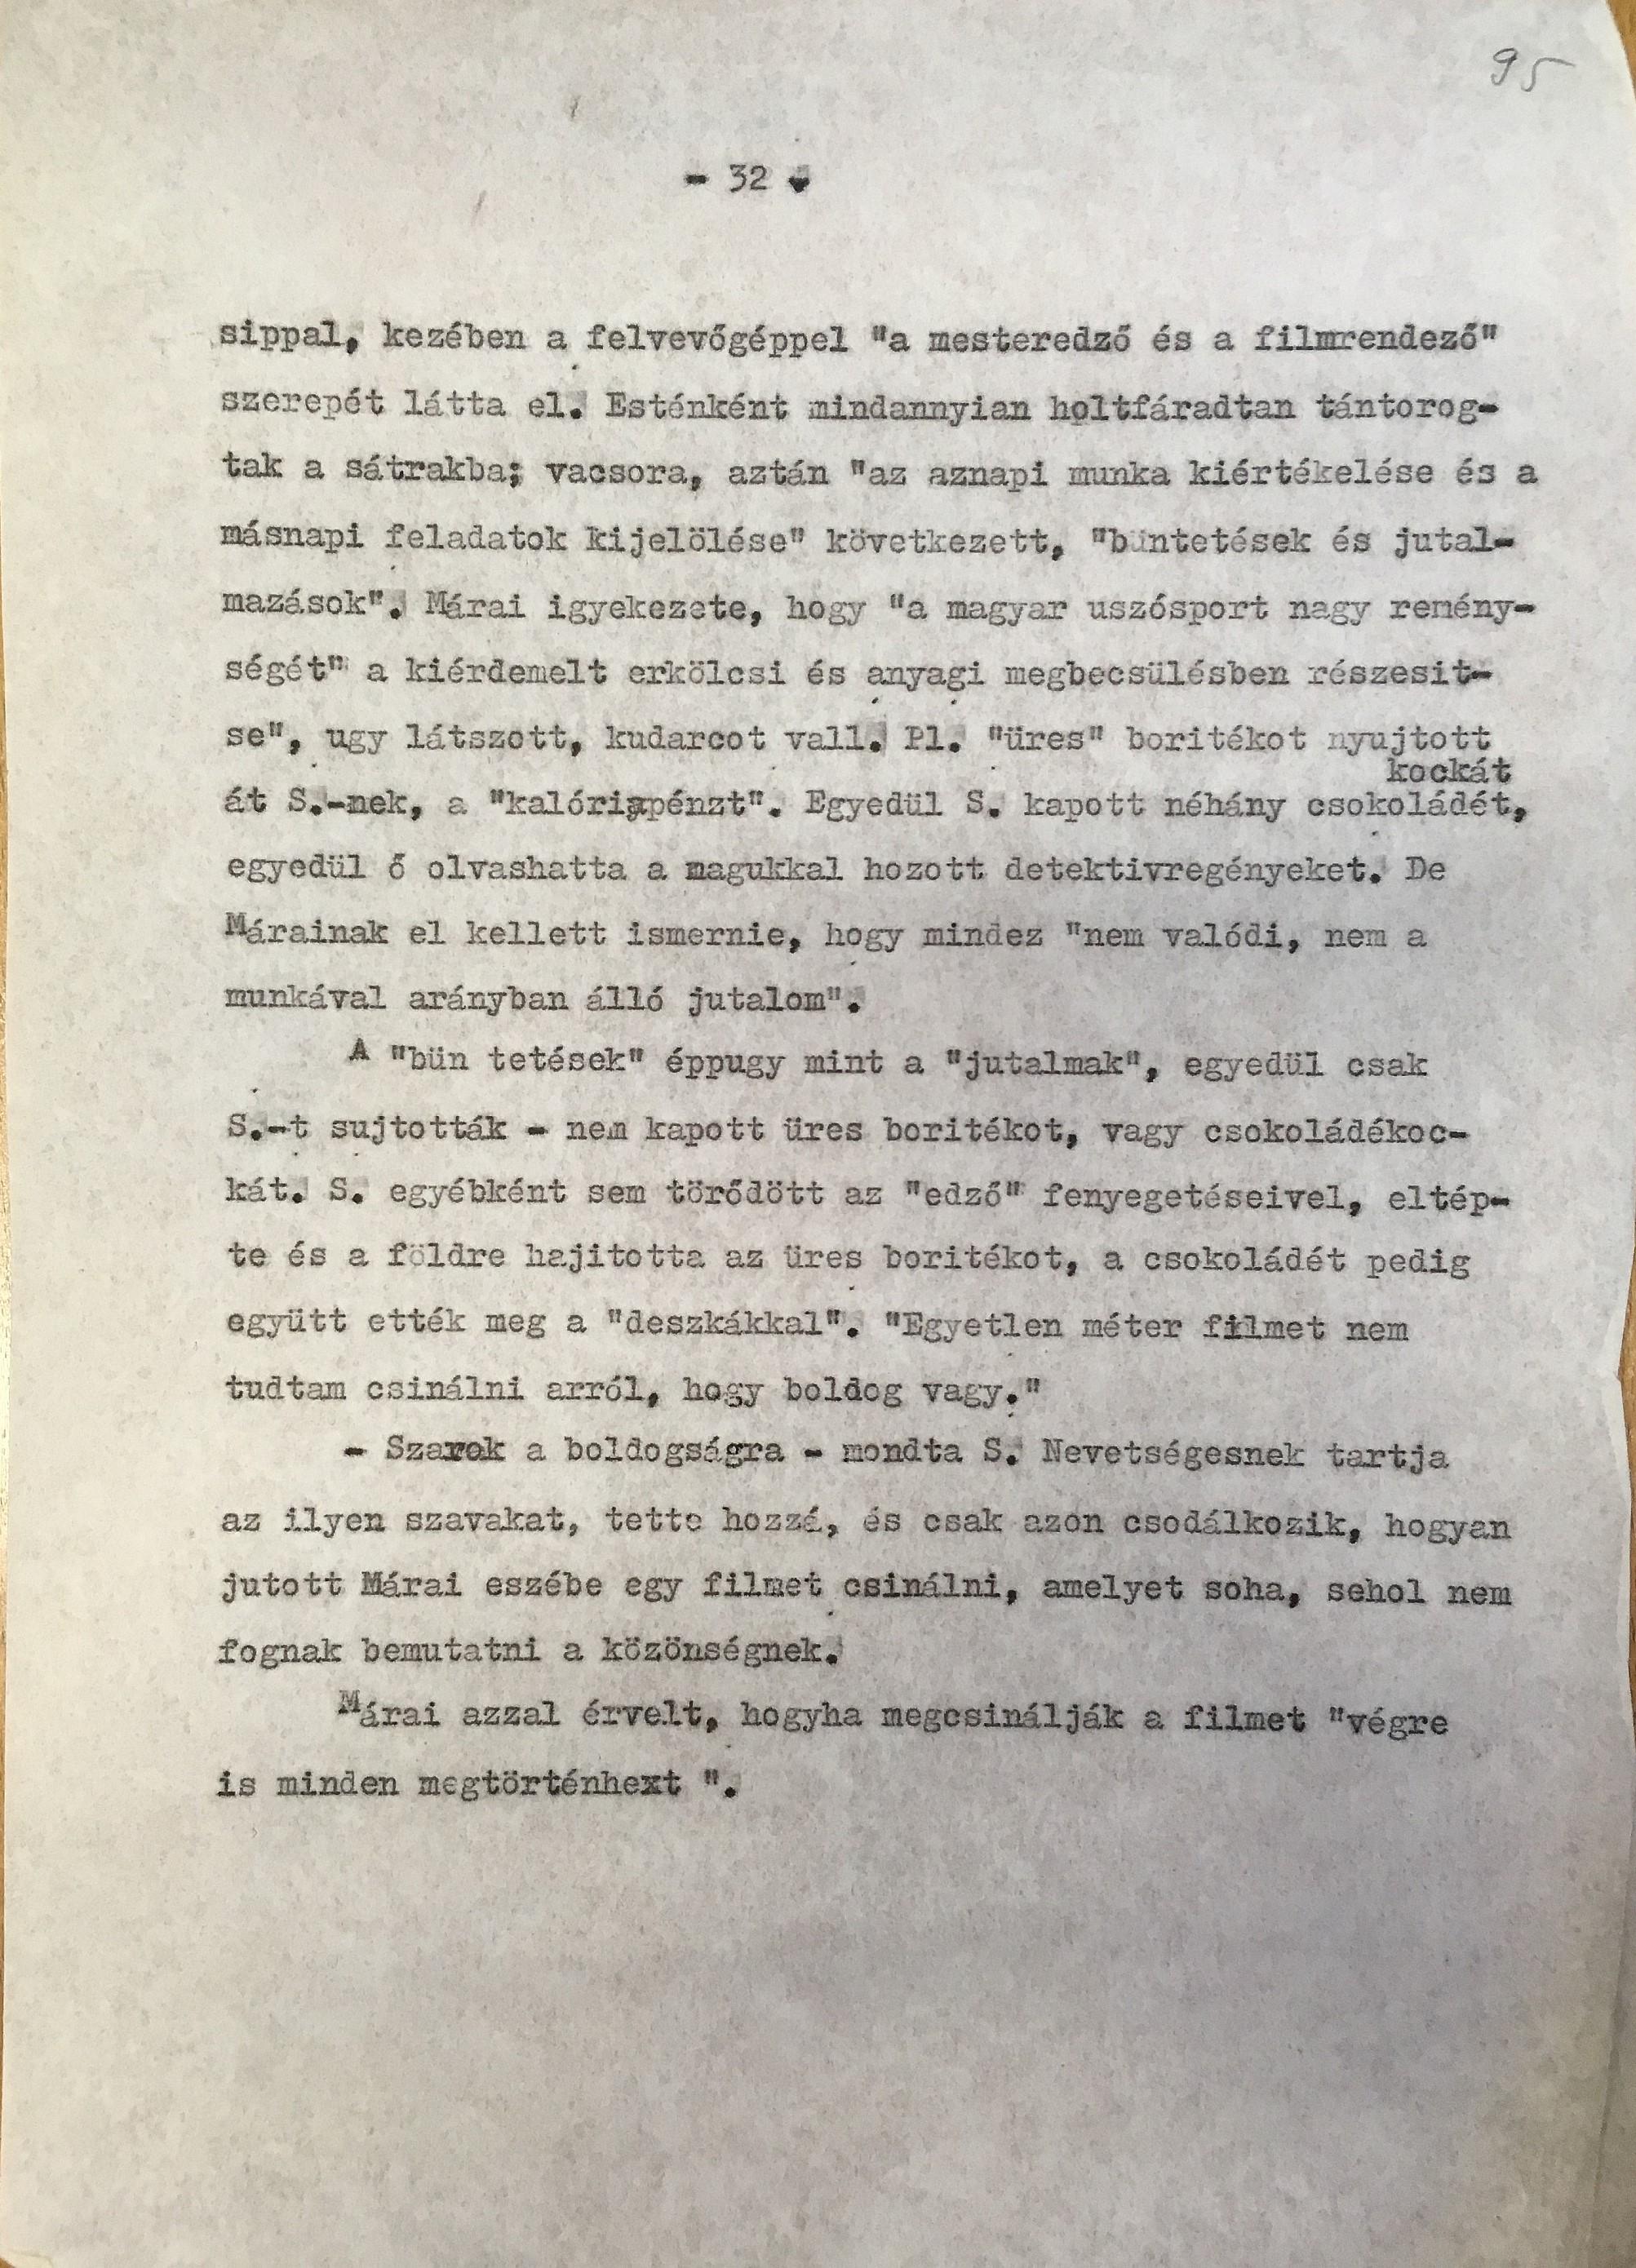 95
- 32 -
sippal, kezében a felvevőgéppel "a mesteredző és a filmrendező"
szerepét látta el. Esténként mindannyian holtfáradtan tántorog-
tak a sátrakba; vacsora, aztán "az aznapi munka kiértékelése és a
másnapi feladatok kijelölése" következett, "büntetések és jutal-
mazások". Márai igyekezete, hogy "a magyar uszósport nagy remény-
ségét" a kiérdemelt erkölcsi és anyagi megbecsülésben részesit-
se", ugy látszott, kudarcot vall. Pl. "üres" boritékot nyujtott
kockát
át S.-nek, a "kalóriapénzt". Egyedül S. kapott néhány csokoládét,
egyedül ő olvashatta a magukkal hozott detektivregényeket. De
Márainak el kellett ismernie, hogy mindez "nem valódi, nem a
munkával arányban álló jutalom".
A "bün tetések" éppugy mint a "jutalmak", egyedül csak
S.-t sujtották - nem kapott üres boritékot, vagy csokoládékoc-
kát. S. egyébként sem törődött az "edző" fenyegetéseivel, eltép-
te és a földre hajitotta az üres boritékot, a csokoládét pedig
együtt ették meg a "deszkákkal". "Egyetlen méter filmet nem
tudtam csinálni arról, hogy boldog vagy."
- Szarok a boldogságra - mondta S. Nevetségesnek tartja
az ilyen szavakat, tette hozzá, és csak azon csodálkozik, hogyan
jutott Márai eszébe egy filmet csinálni, amelyet soha, sehol nem
fognak bemutatni a közönségnek.
Márai azzal érvelt, hogyha megcsinálják a filmet "végre
is minden megtörténhext ".